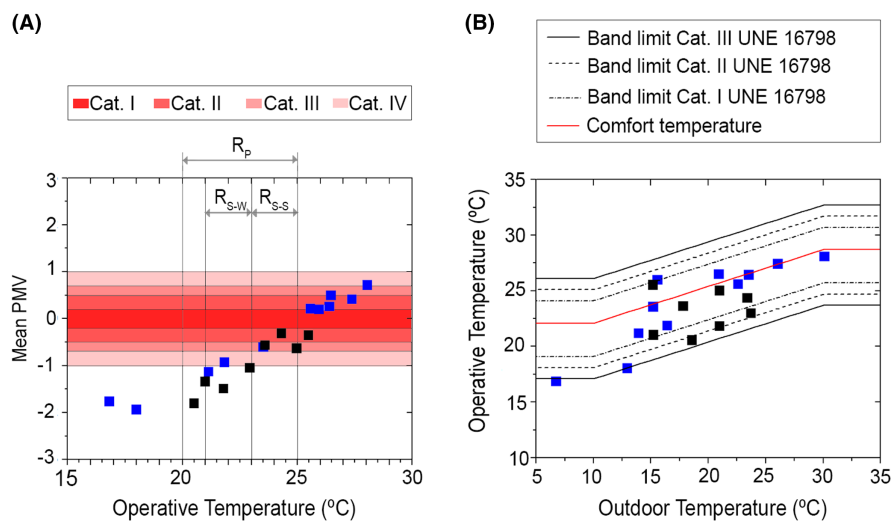 (A)
Cat. I Cat. II Cat. III Cat. IV
R_P
R_S-W R_S-S
3
2
1
0
-1
-2
-3
Mean PMV
15 20 25 30
Operative Temperature (ºC)
(B)
Band limit Cat. III UNE 16798
Band limit Cat. II UNE 16798
Band limit Cat. I UNE 16798
Comfort temperature
35
30
25
20
15
10
Operative Temperature (ºC)
5 10 15 20 25 30 35
Outdoor Temperature (ºC)